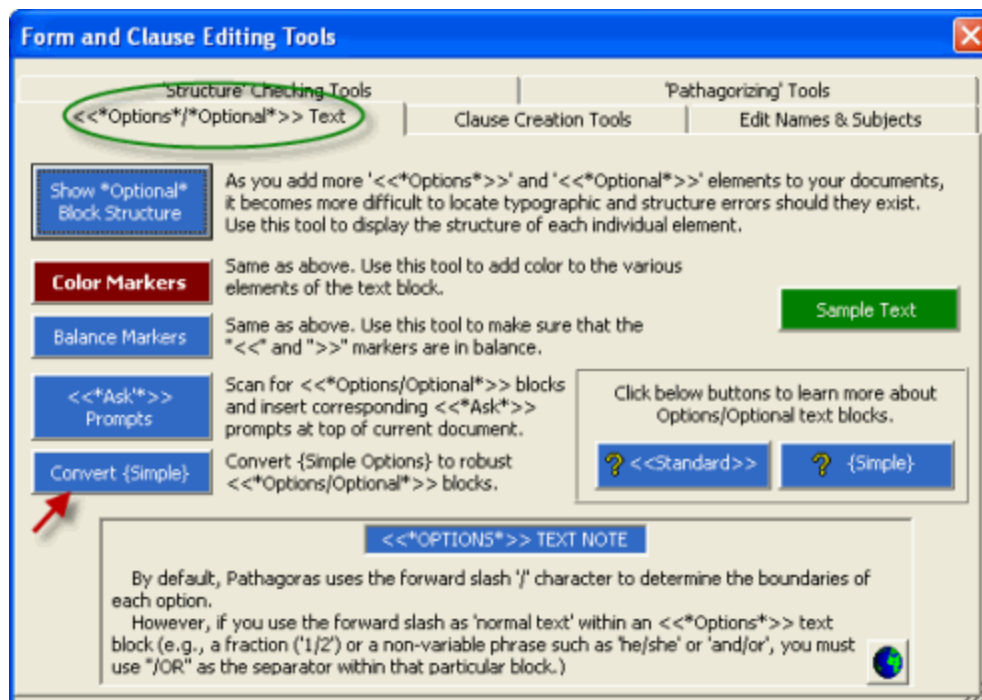 Form and Clause Editing Tools
'Structure' Checking Tools
'Pathagorizing' Tools
<<*Options*/*Optional*>> Text
Clause Creation Tools
Edit Names & Subjects
Show *Optional*
Block Structure
As you add more '<<*Options*>>' and '<<*Optional*>>' elements to your documents,
it becomes more difficult to locate typographic and structure errors should they exist.
Use this tool to display the structure of each individual element.
Color Markers
Same as above. Use this tool to add color to the various
elements of the text block.
Sample Text
Balance Markers
Same as above. Use this tool to make sure that the
"<<" and ">>" markers are in balance.
<<*Ask'*>>
Prompts
Scan for <<*Options/Optional*>> blocks
and insert corresponding <<*Ask*>>
prompts at top of current document.
Click below buttons to learn more about
Options/Optional text blocks.
? <<Standard>>
? {Simple}
Convert {Simple}
Convert {Simple Options} to robust
<<*Options/Optional*>> blocks.
<<*OPTIONS*>> TEXT NOTE
By default, Pathagoras uses the forward slash '/' character to determine the boundaries of
each option.
However, if you use the forward slash as 'normal text' within an <<*Options*>> text
block (e.g., a fraction ('1/2') or a non-variable phrase such as 'he/she' or 'and/or', you must
use "/OR" as the separator within that particular block.)